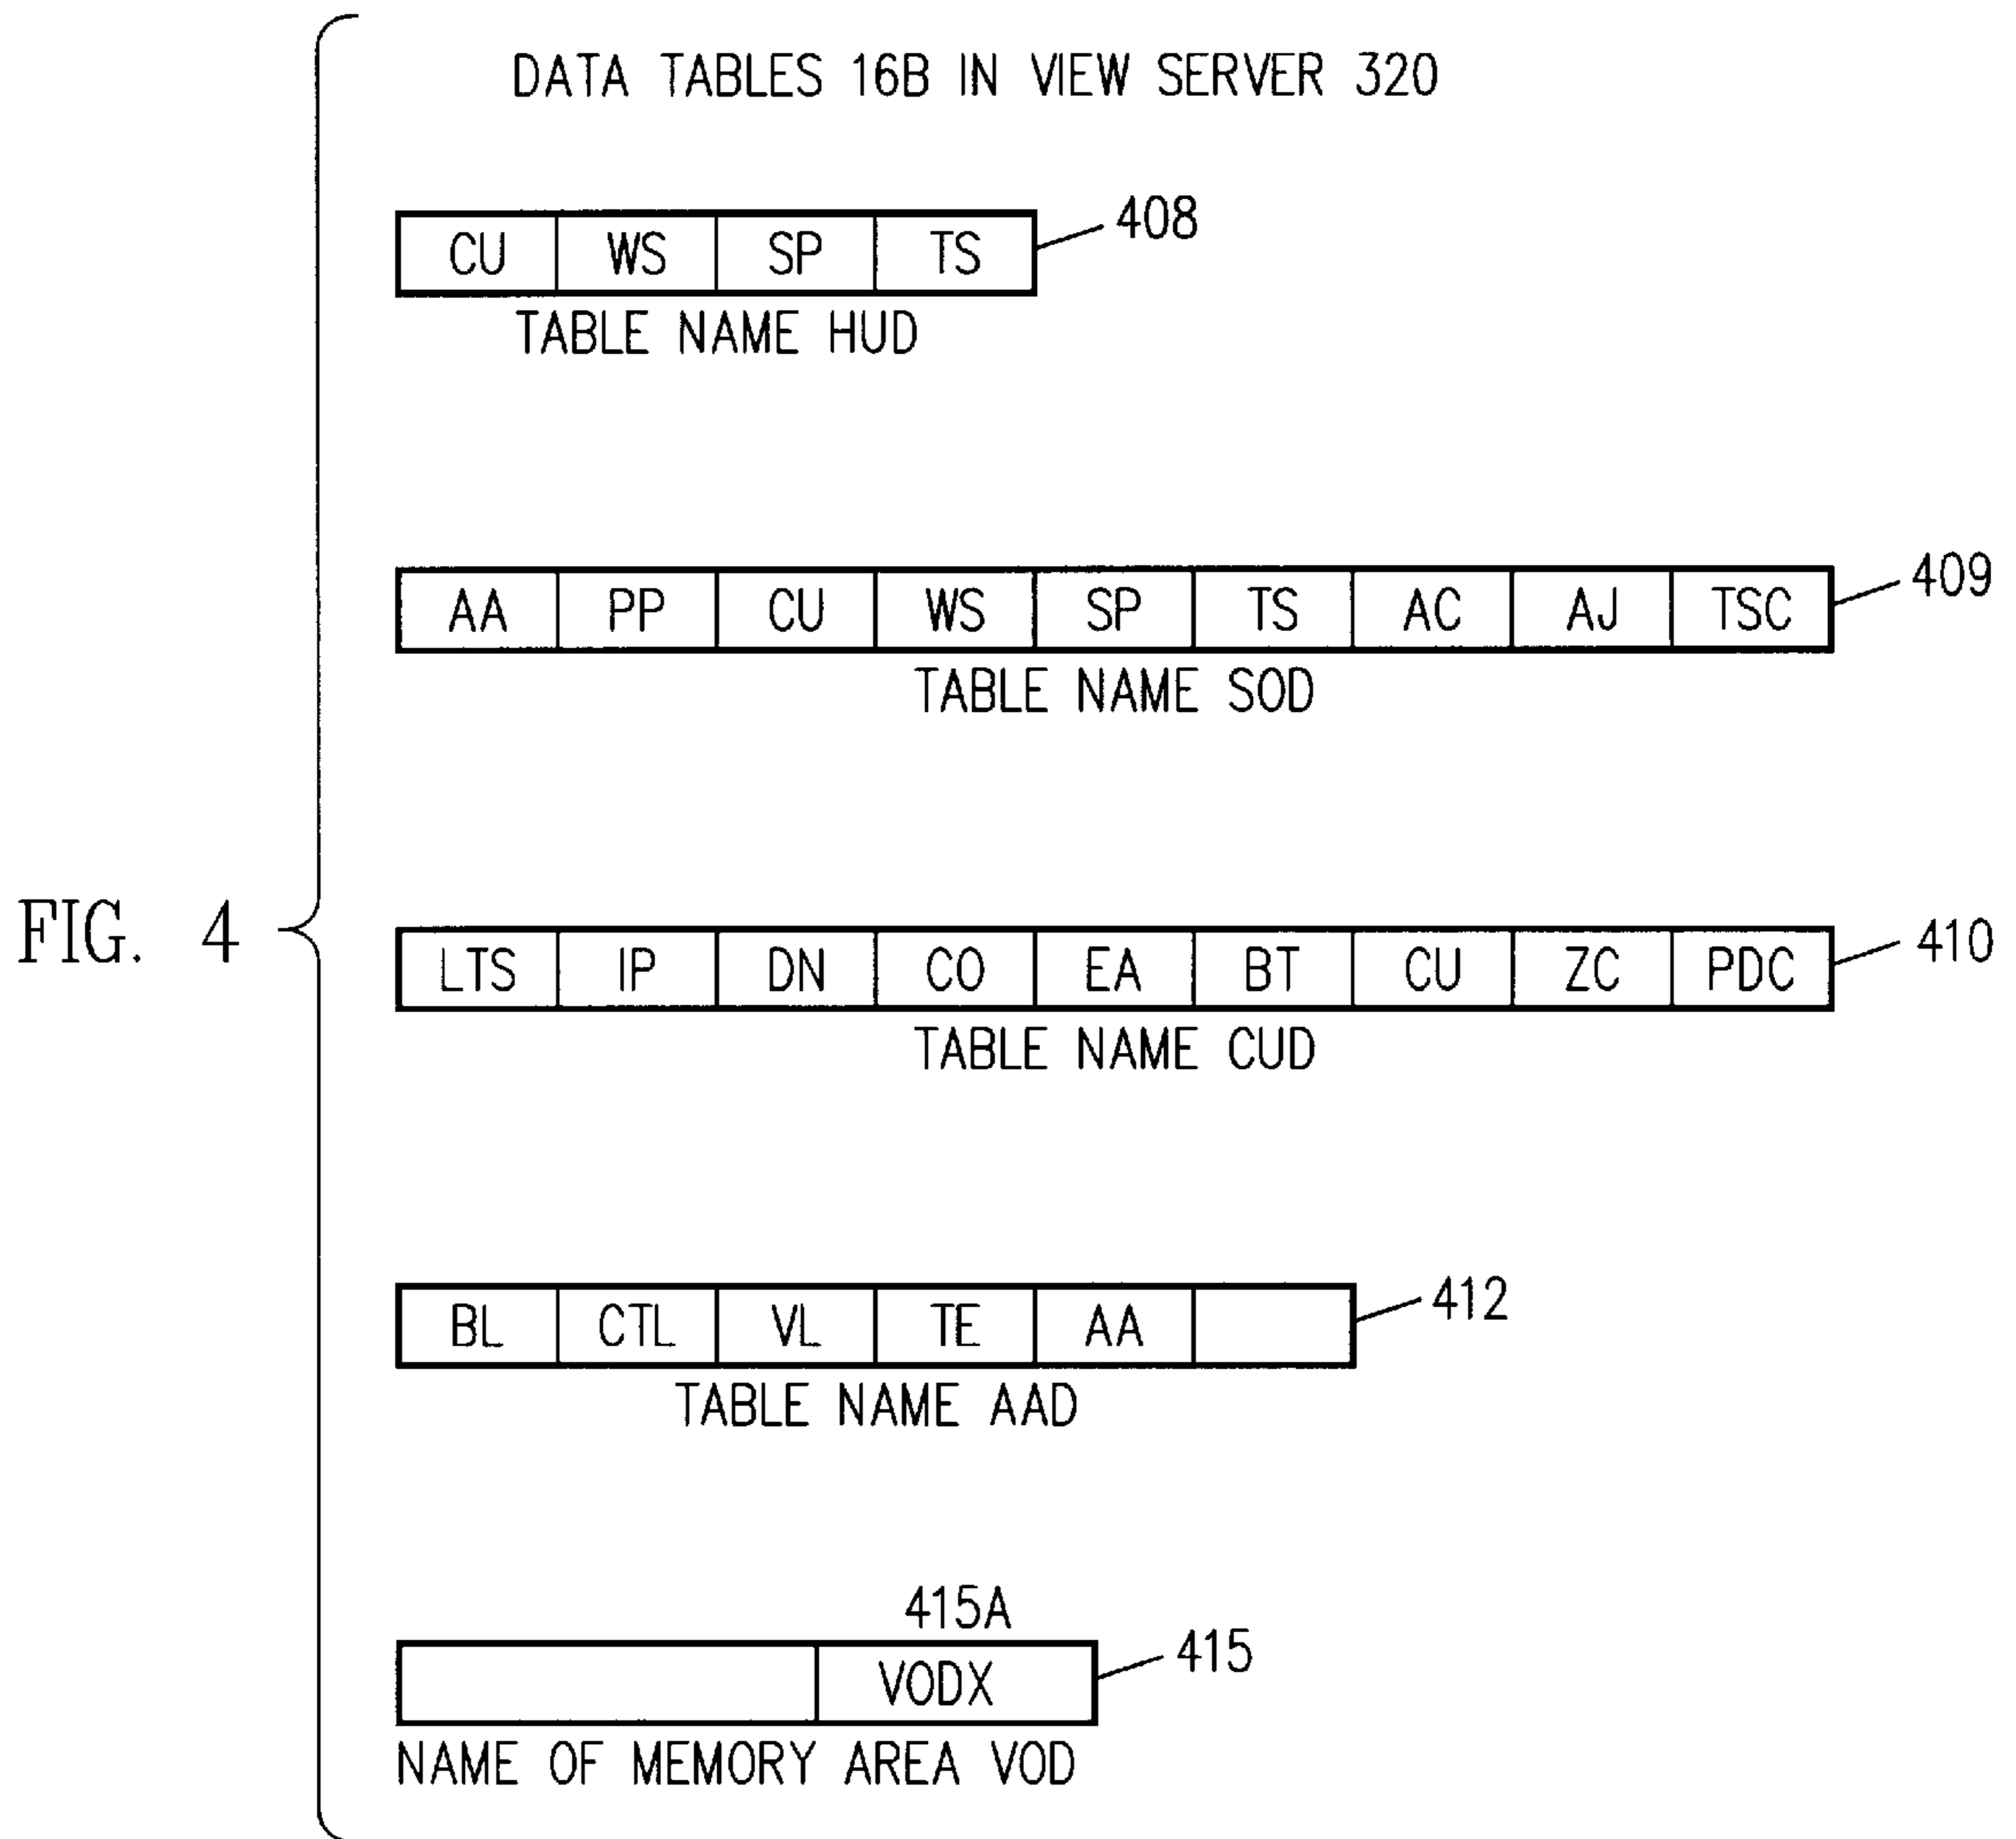 DATA TABLES 16B IN VIEW SERVER 320
CU WS SP TS 408
TABLE NAME HUD
AA PP CU WS SP TS AC AJ TSC 409
TABLE NAME SOD
FIG. 4
LTS IP DN CO EA BT CU ZC PDC 410
TABLE NAME CUD
BL CTL VL TE AA 412
TABLE NAME AAD
415A
VODX 415
NAME OF MEMORY AREA VOD